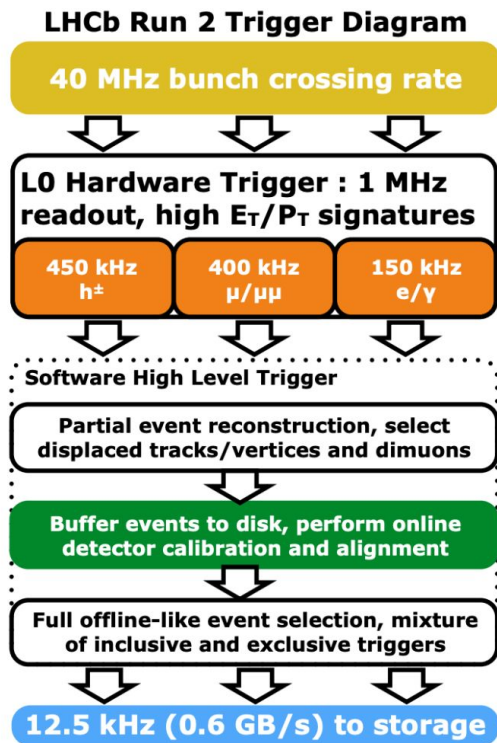 LHCb Run 2 Trigger Diagram
40 MHz bunch crossing rate
L0 Hardware Trigger : 1 MHz
readout, high E_T/P_T signatures
450 kHz
h±
400 kHz
μ/μμ
150 kHz
e/γ
Software High Level Trigger
Partial event reconstruction, select
displaced tracks/vertices and dimuons
Buffer events to disk, perform online
detector calibration and alignment
Full offline-like event selection, mixture
of inclusive and exclusive triggers
12.5 kHz (0.6 GB/s) to storage